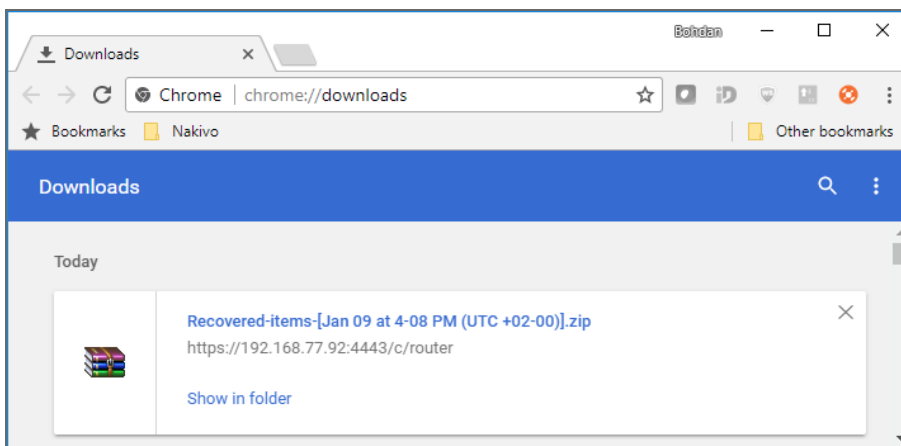 Bohdan
Downloads
Chrome chrome://downloads
Bookmarks Nakivo Other bookmarks
Downloads
Today
Recovered-items-[Jan 09 at 4-08 PM (UTC +02-00)].zip
https://192.168.77.92:4443/c/router
Show in folder